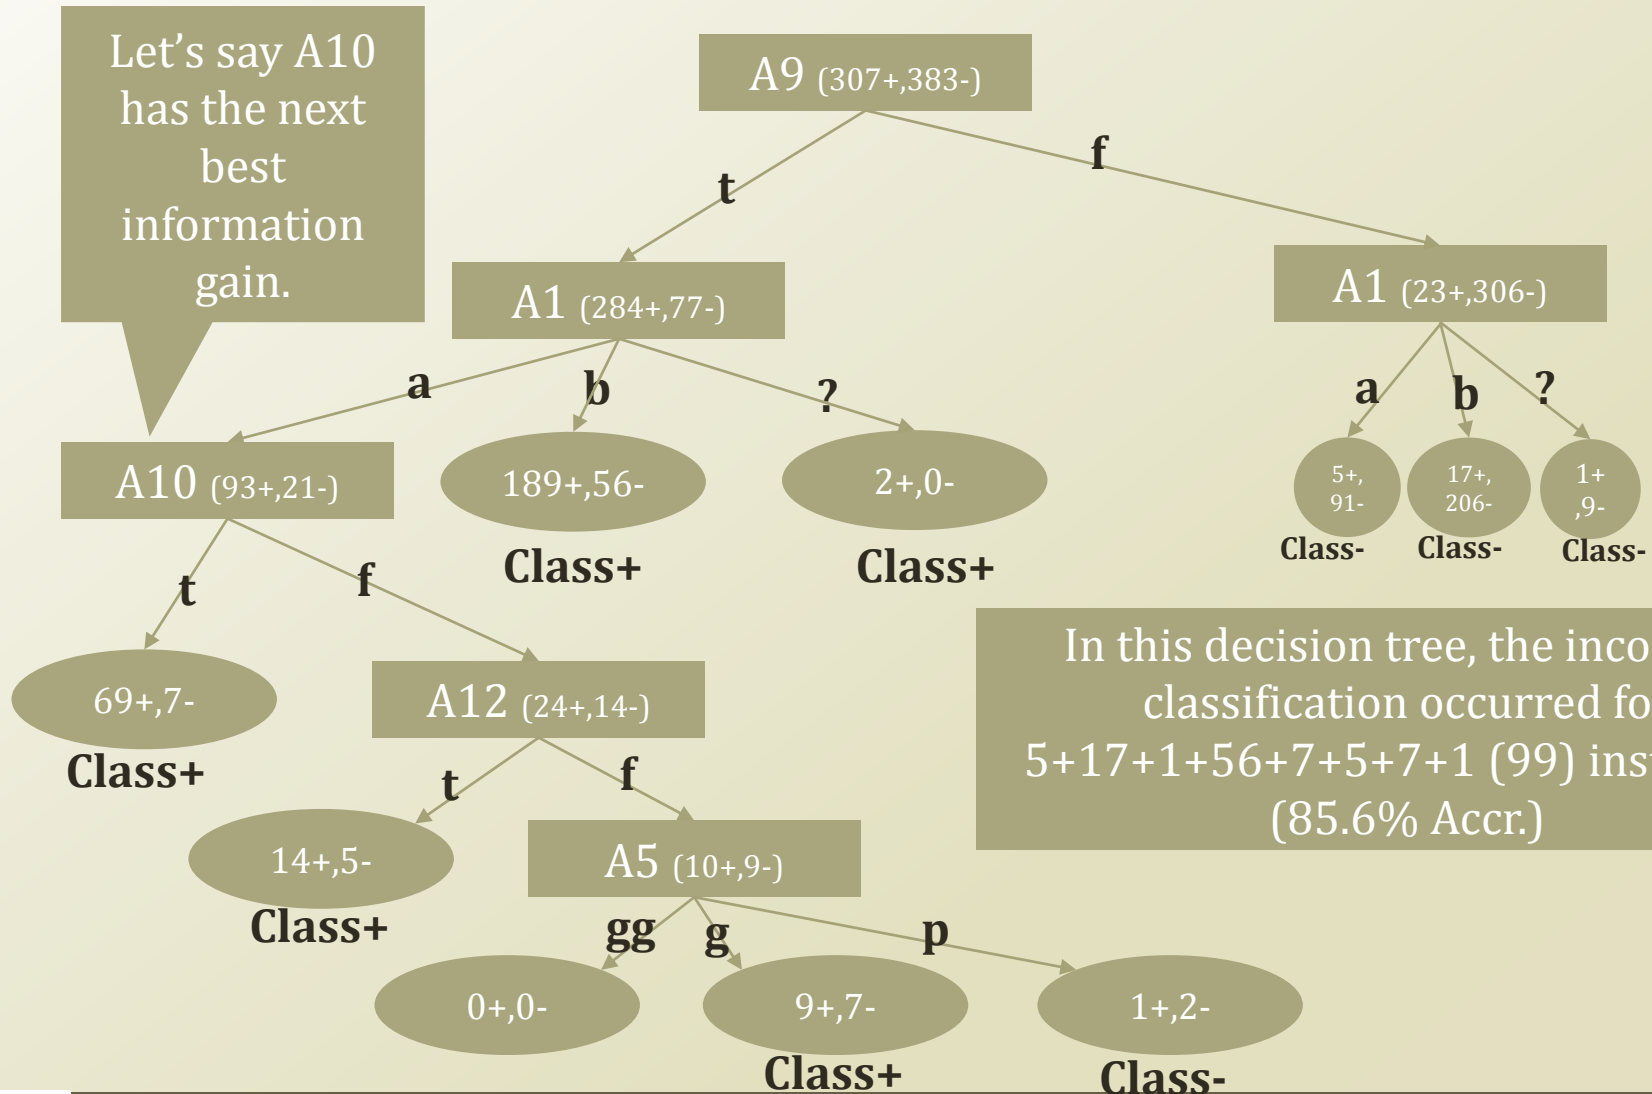 Let's say A10
has the next
best
information
gain.
A9 (307+,383-)
t
f
A1 (284+,77-)
A1 (23+,306-)
a
b
?
a
b
?
A10 (93+,21-)
189+,56-
2+,0-
5+,
91-
17+,
206-
1+
,9-
Class+
Class+
Class-
Class-
Class-
t
f
69+,7-
Class+
A12 (24+,14-)
In this decision tree, the inco
classification occurred fo
5+17+1+56+7+5+7+1 (99) inst
(85.6% Accr.)
t
f
14+,5-
Class+
A5 (10+,9-)
gg
g
p
0+,0-
9+,7-
1+,2-
Class+
Class-